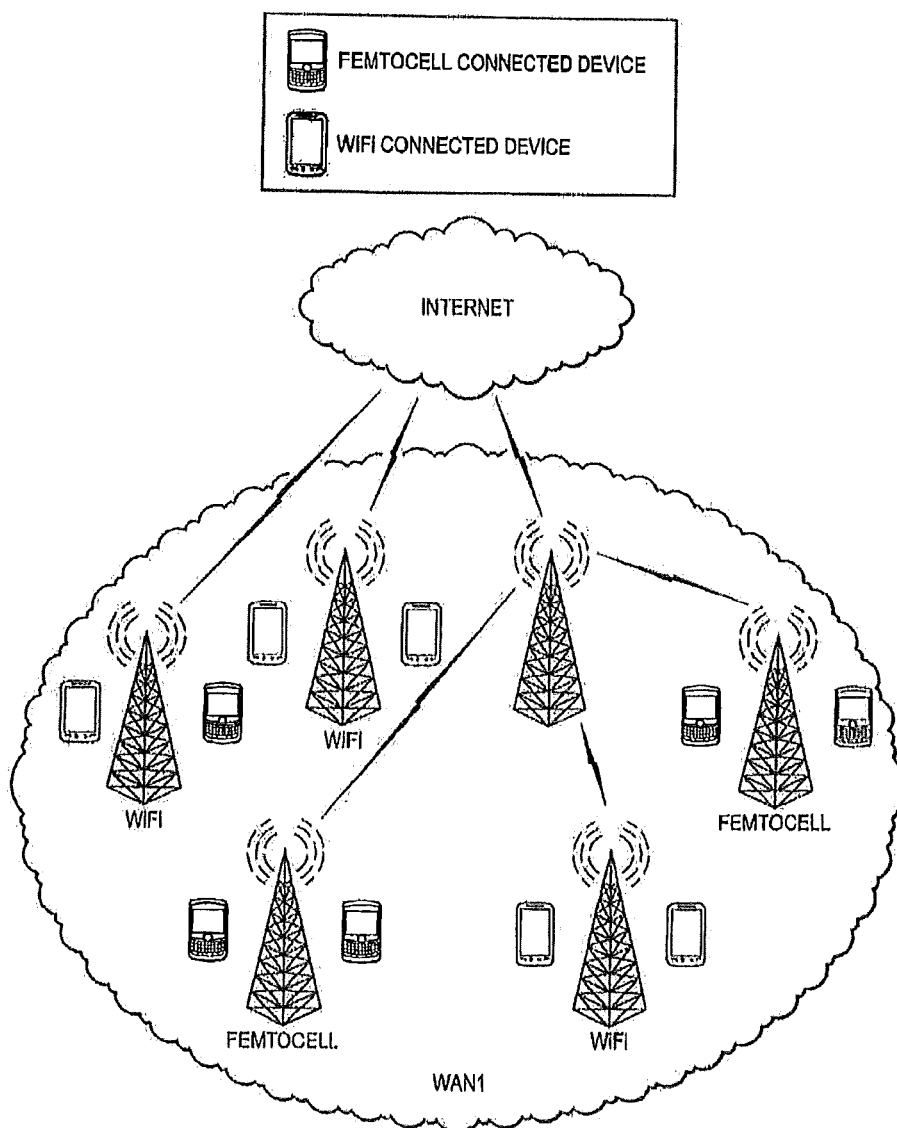 FEMTOCELL CONNECTED DEVICE
WIFI CONNECTED DEVICE
INTERNET
WIFI
WIFI
FEMTOCELL
FEMTOCELL
WIFI
WAN1